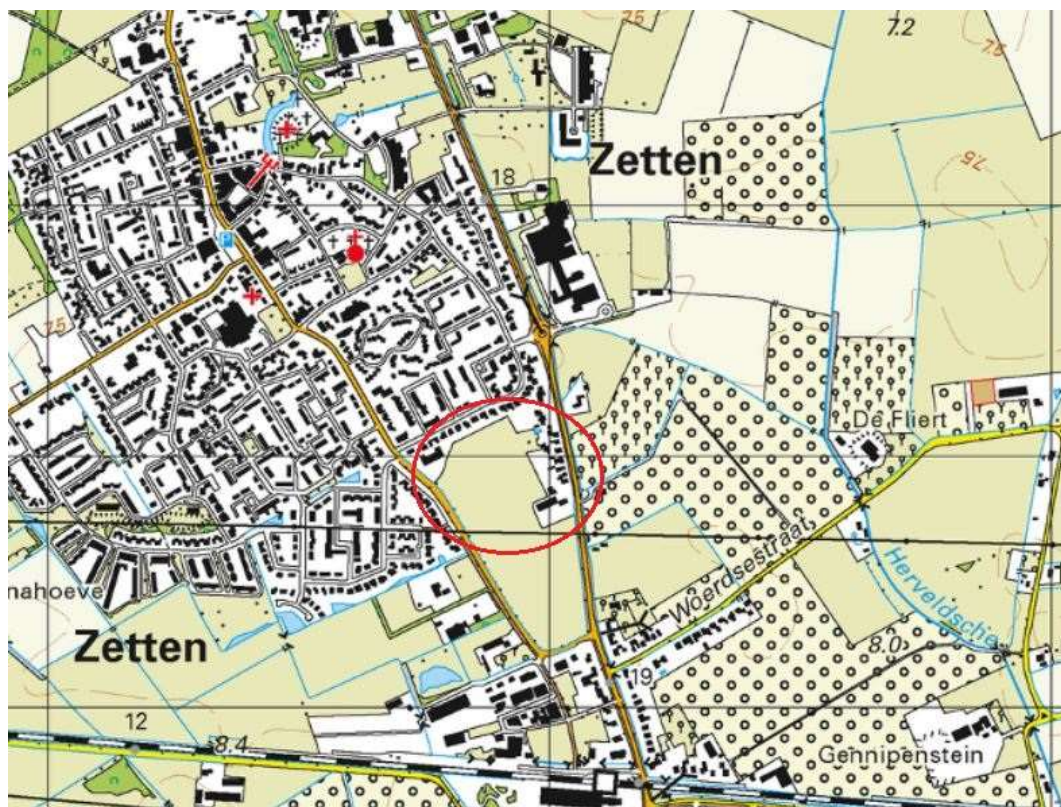 75
7.2
Zetten
18
75
P
75
De Fliert
Woerdsestraat
Herveldsche
nahoeve
Zetten
8.0
19
12
8.4
Gennipenstein